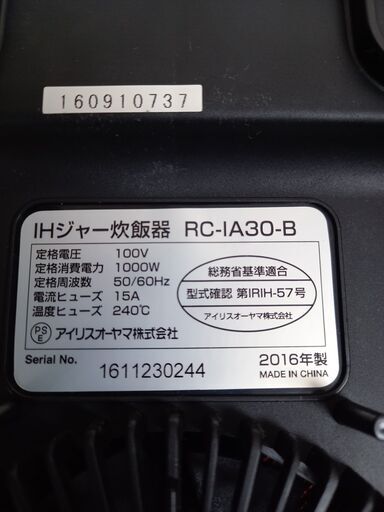 160910737
IHジャー炊飯器 RC-IA30-B
定格電圧 100V
定格消費電力 1000W
定格周波数 50/60Hz
電流ヒューズ 15A
温度ヒューズ 240℃
総務省基準適合
型式確認 第IRIH-57号
アイリスオーヤマ株式会社
PS
E
アイリスオーヤマ株式会社
Serial No.
1611230244
2016年製
MADE IN CHINA